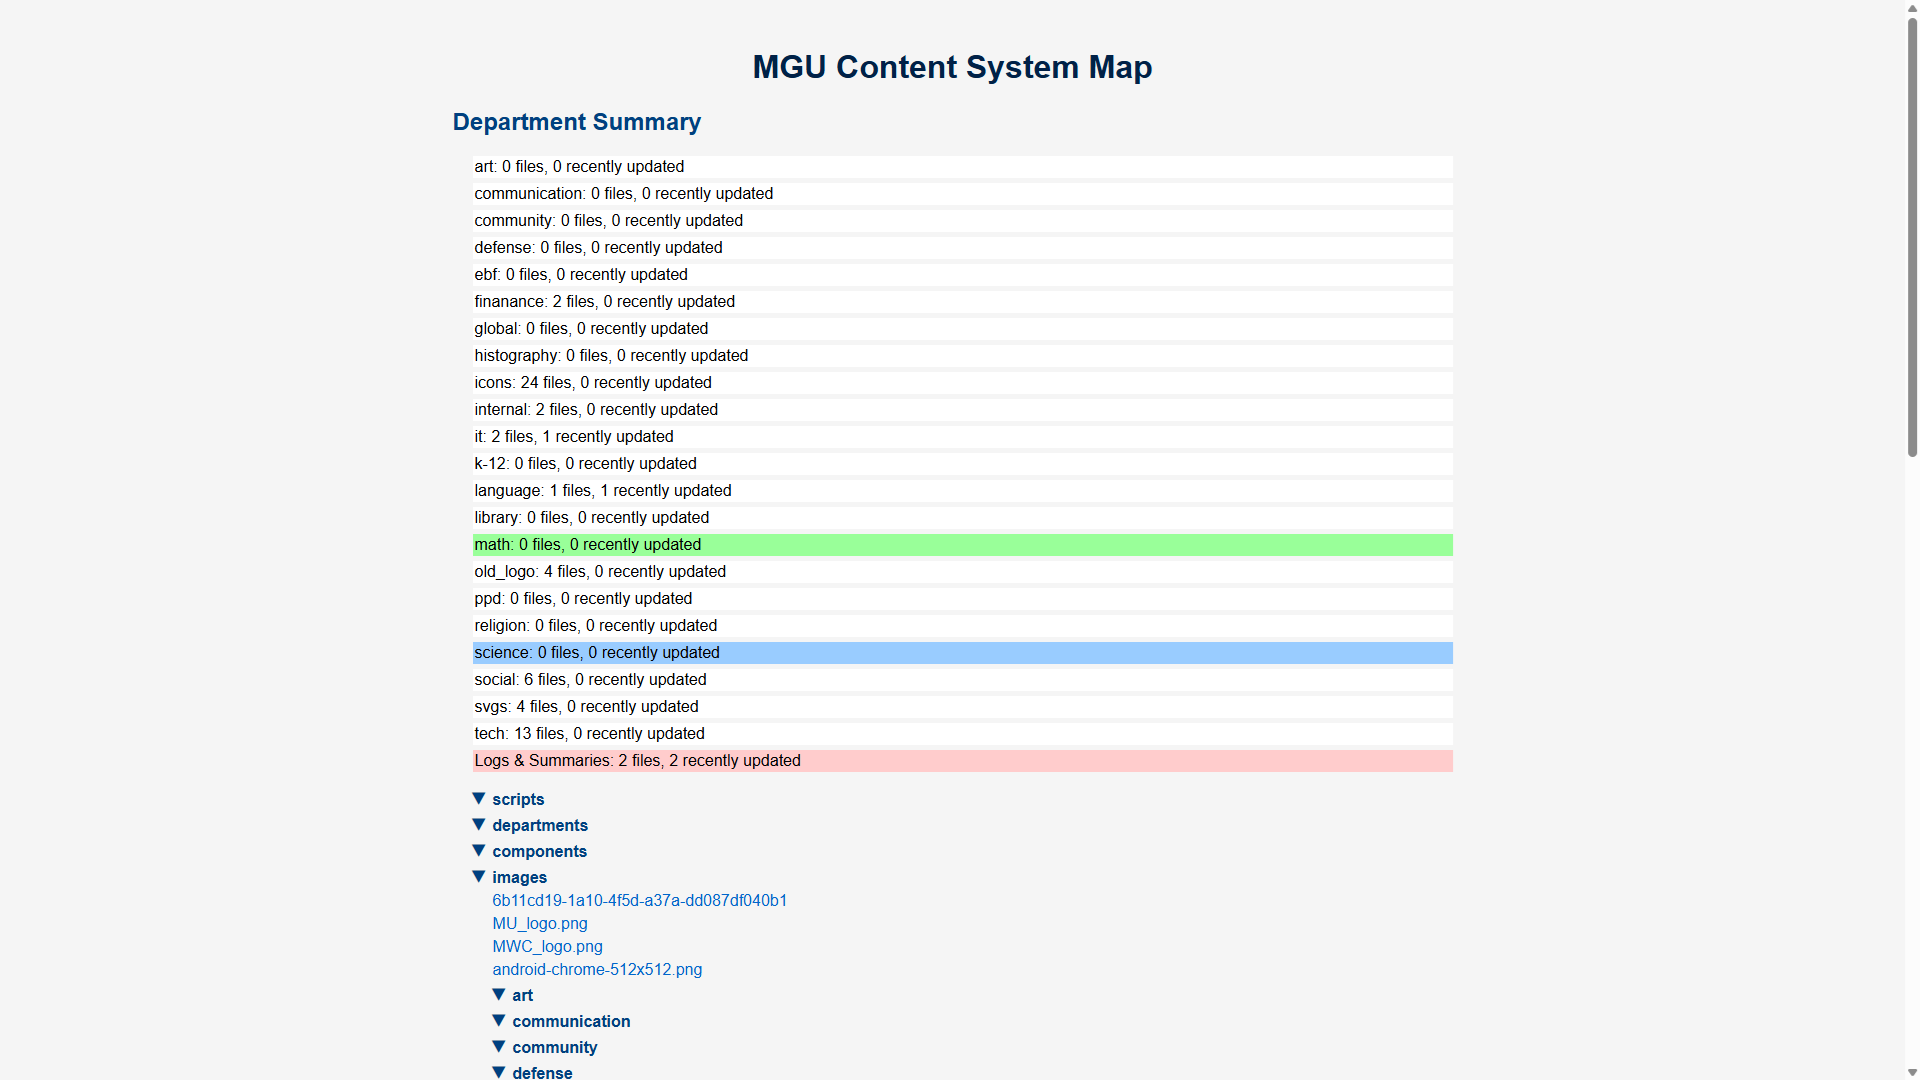 MGU Content System Map
Department Summary
art: 0 files, 0 recently updated
communication: 0 files, 0 recently updated
community: 0 files, 0 recently updated
defense: 0 files, 0 recently updated
ebf: 0 files, 0 recently updated
finanance: 2 files, 0 recently updated
global: 0 files, 0 recently updated
histography: 0 files, 0 recently updated
icons: 24 files, 0 recently updated
internal: 2 files, 0 recently updated
it: 2 files, 1 recently updated
k-12: 0 files, 0 recently updated
language: 1 files, 1 recently updated
library: 0 files, 0 recently updated
math: 0 files, 0 recently updated
old_logo: 4 files, 0 recently updated
ppd: 0 files, 0 recently updated
religion: 0 files, 0 recently updated
science: 0 files, 0 recently updated
social: 6 files, 0 recently updated
svgs: 4 files, 0 recently updated
tech: 13 files, 0 recently updated
Logs & Summaries: 2 files, 2 recently updated
scripts
departments
components
images
6b11cd19-1a10-4f5d-a37a-dd087df040b1
MU_logo.png
MWC_logo.png
android-chrome-512x512.png
art
communication
community
defense